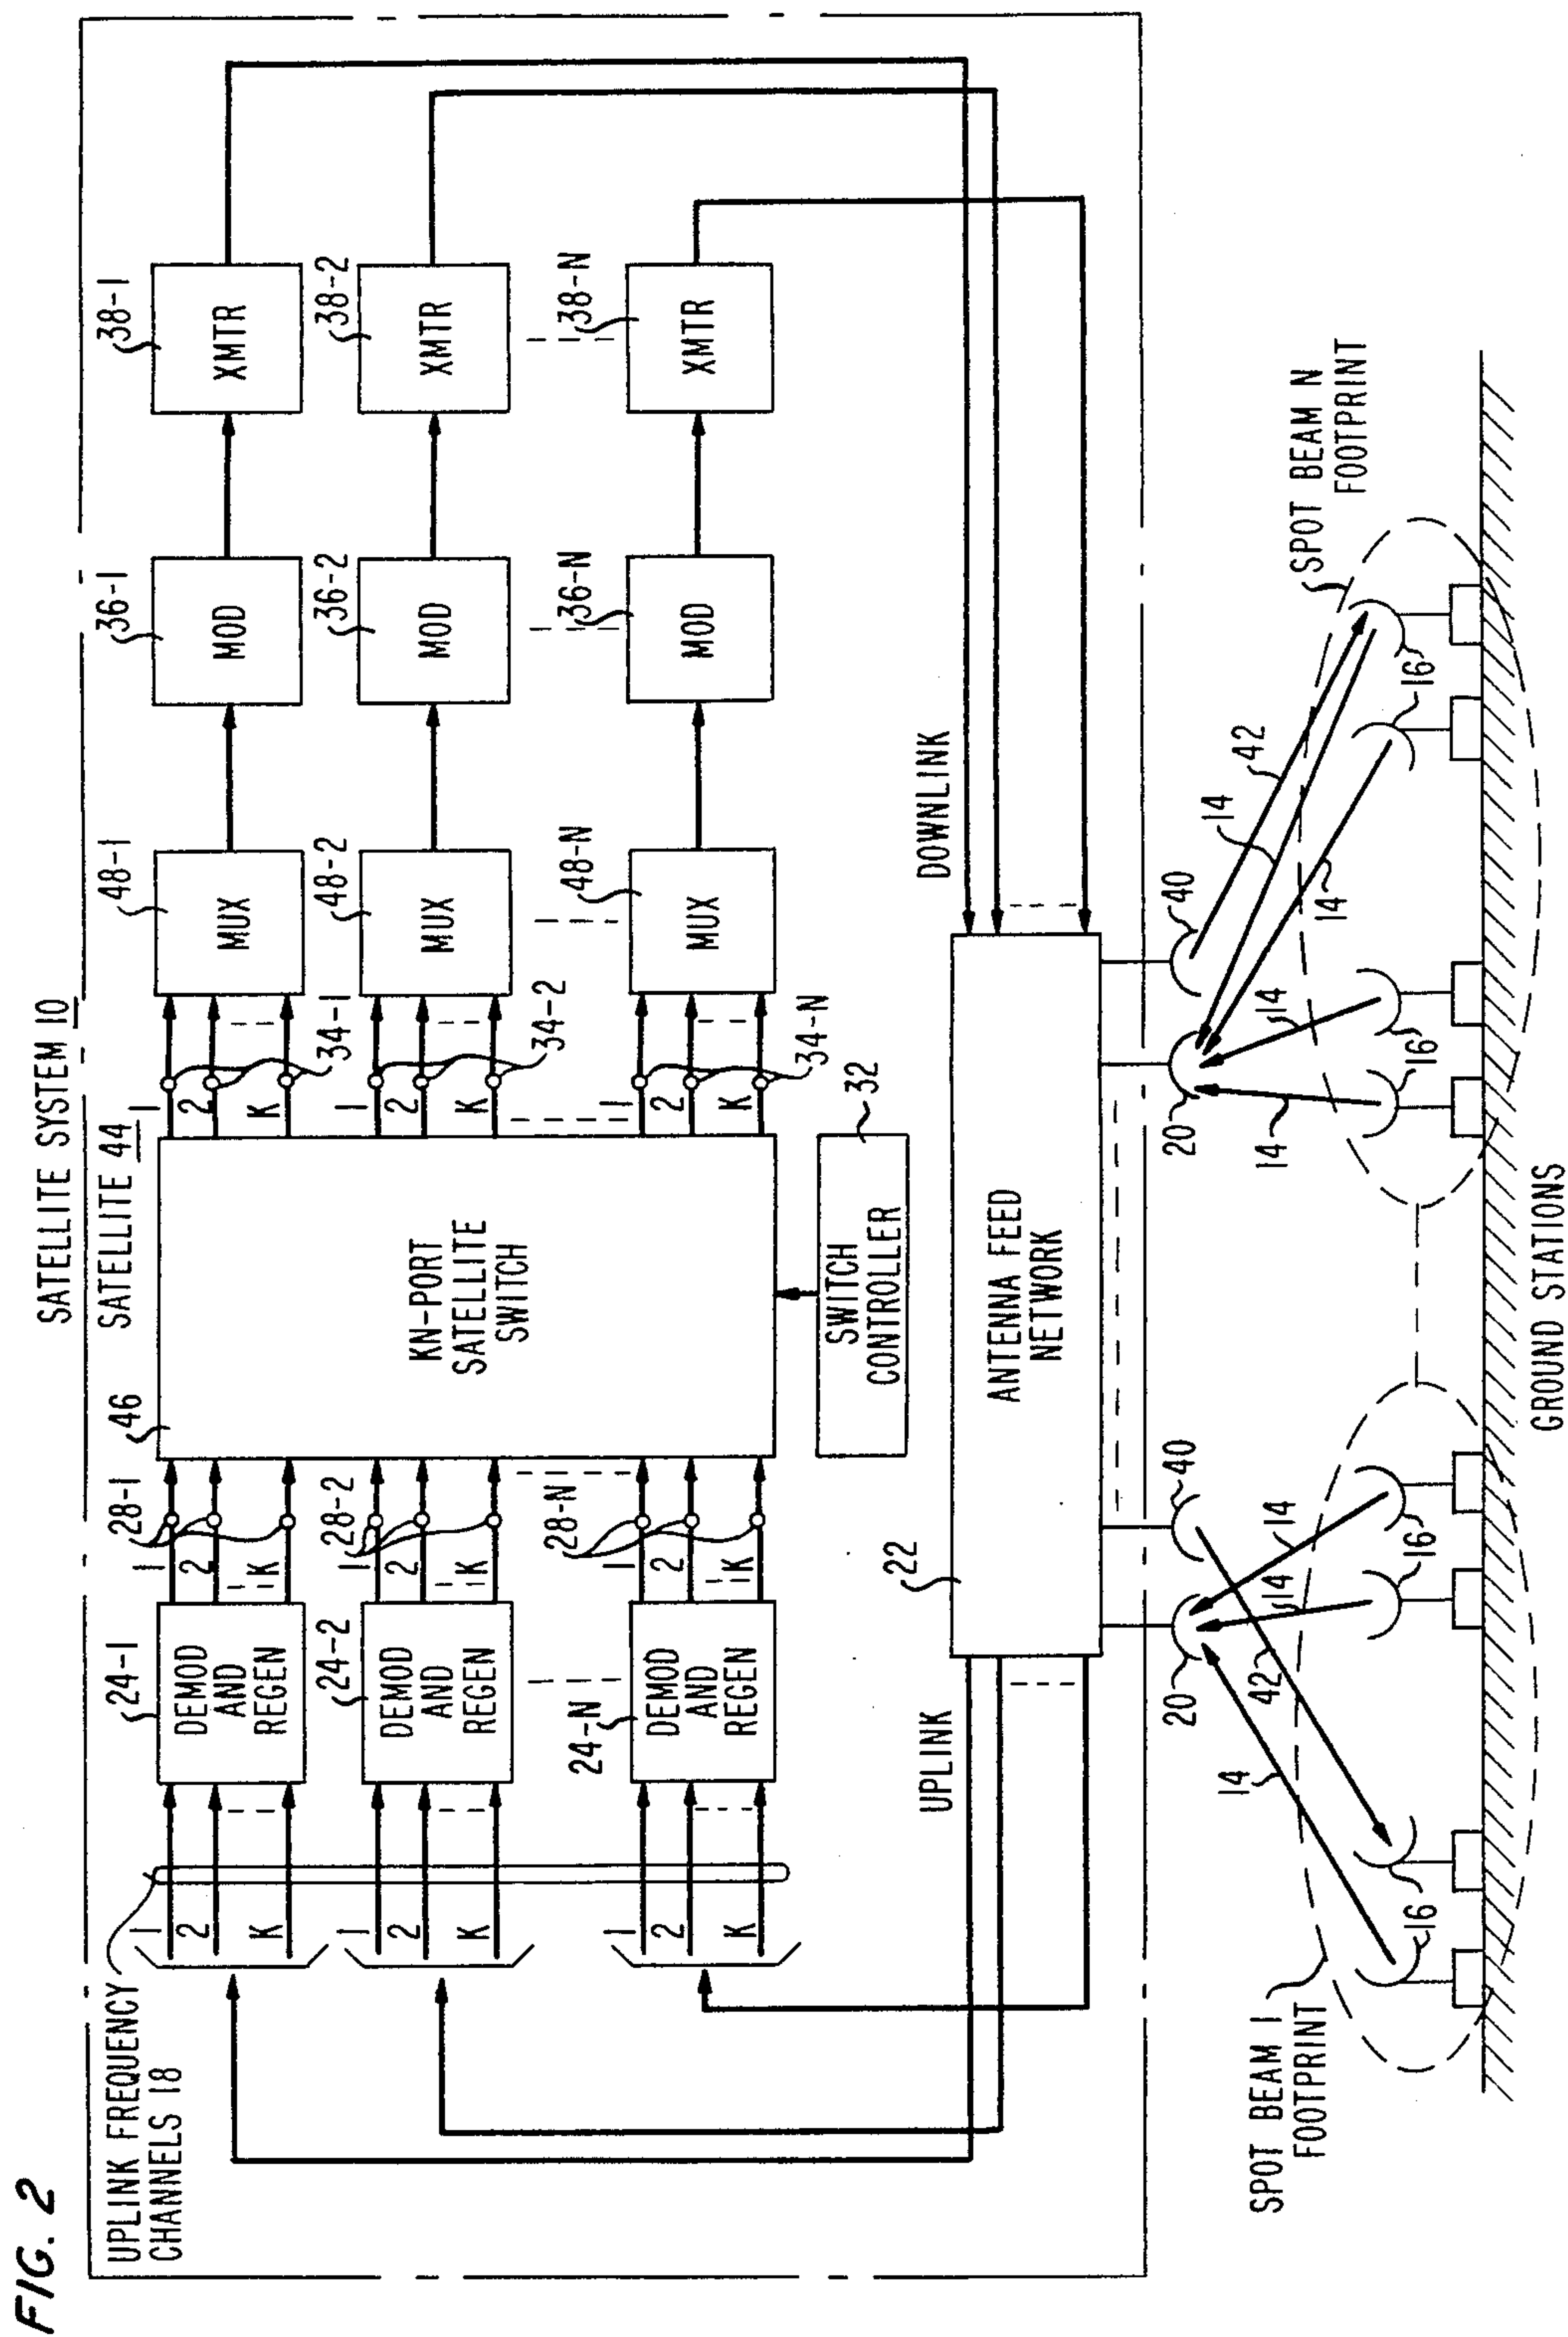 FIG. 2
SATELLITE SYSTEM 10
SATELLITE 44
UPLINK FREQUENCY
CHANNELS 18
1
2
K
1
2
K
1
2
K
24-1
DEMOD
AND
REGEN
24-2
DEMOD
AND
REGEN
24-N
DEMOD
AND
REGEN
28-1
1
2
K
28-2
1
2
K
28-N
1
2
K
46
KN-PORT
SATELLITE
SWITCH
SWITCH
CONTROLLER
32
1
2
K
34-1
1
2
K
34-2
1
2
K
34-N
48-1
MUX
48-2
MUX
48-N
MUX
36-1
MOD
36-2
MOD
36-N
MOD
38-1
XMTR
38-2
XMTR
38-N
XMTR
UPLINK
22
ANTENNA FEED
NETWORK
DOWNLINK
20
40
20
40
14
42
14
14
14
14
14
14
42
16
16
16
16
SPOT BEAM 1
FOOTPRINT
SPOT BEAM N
FOOTPRINT
GROUND STATIONS